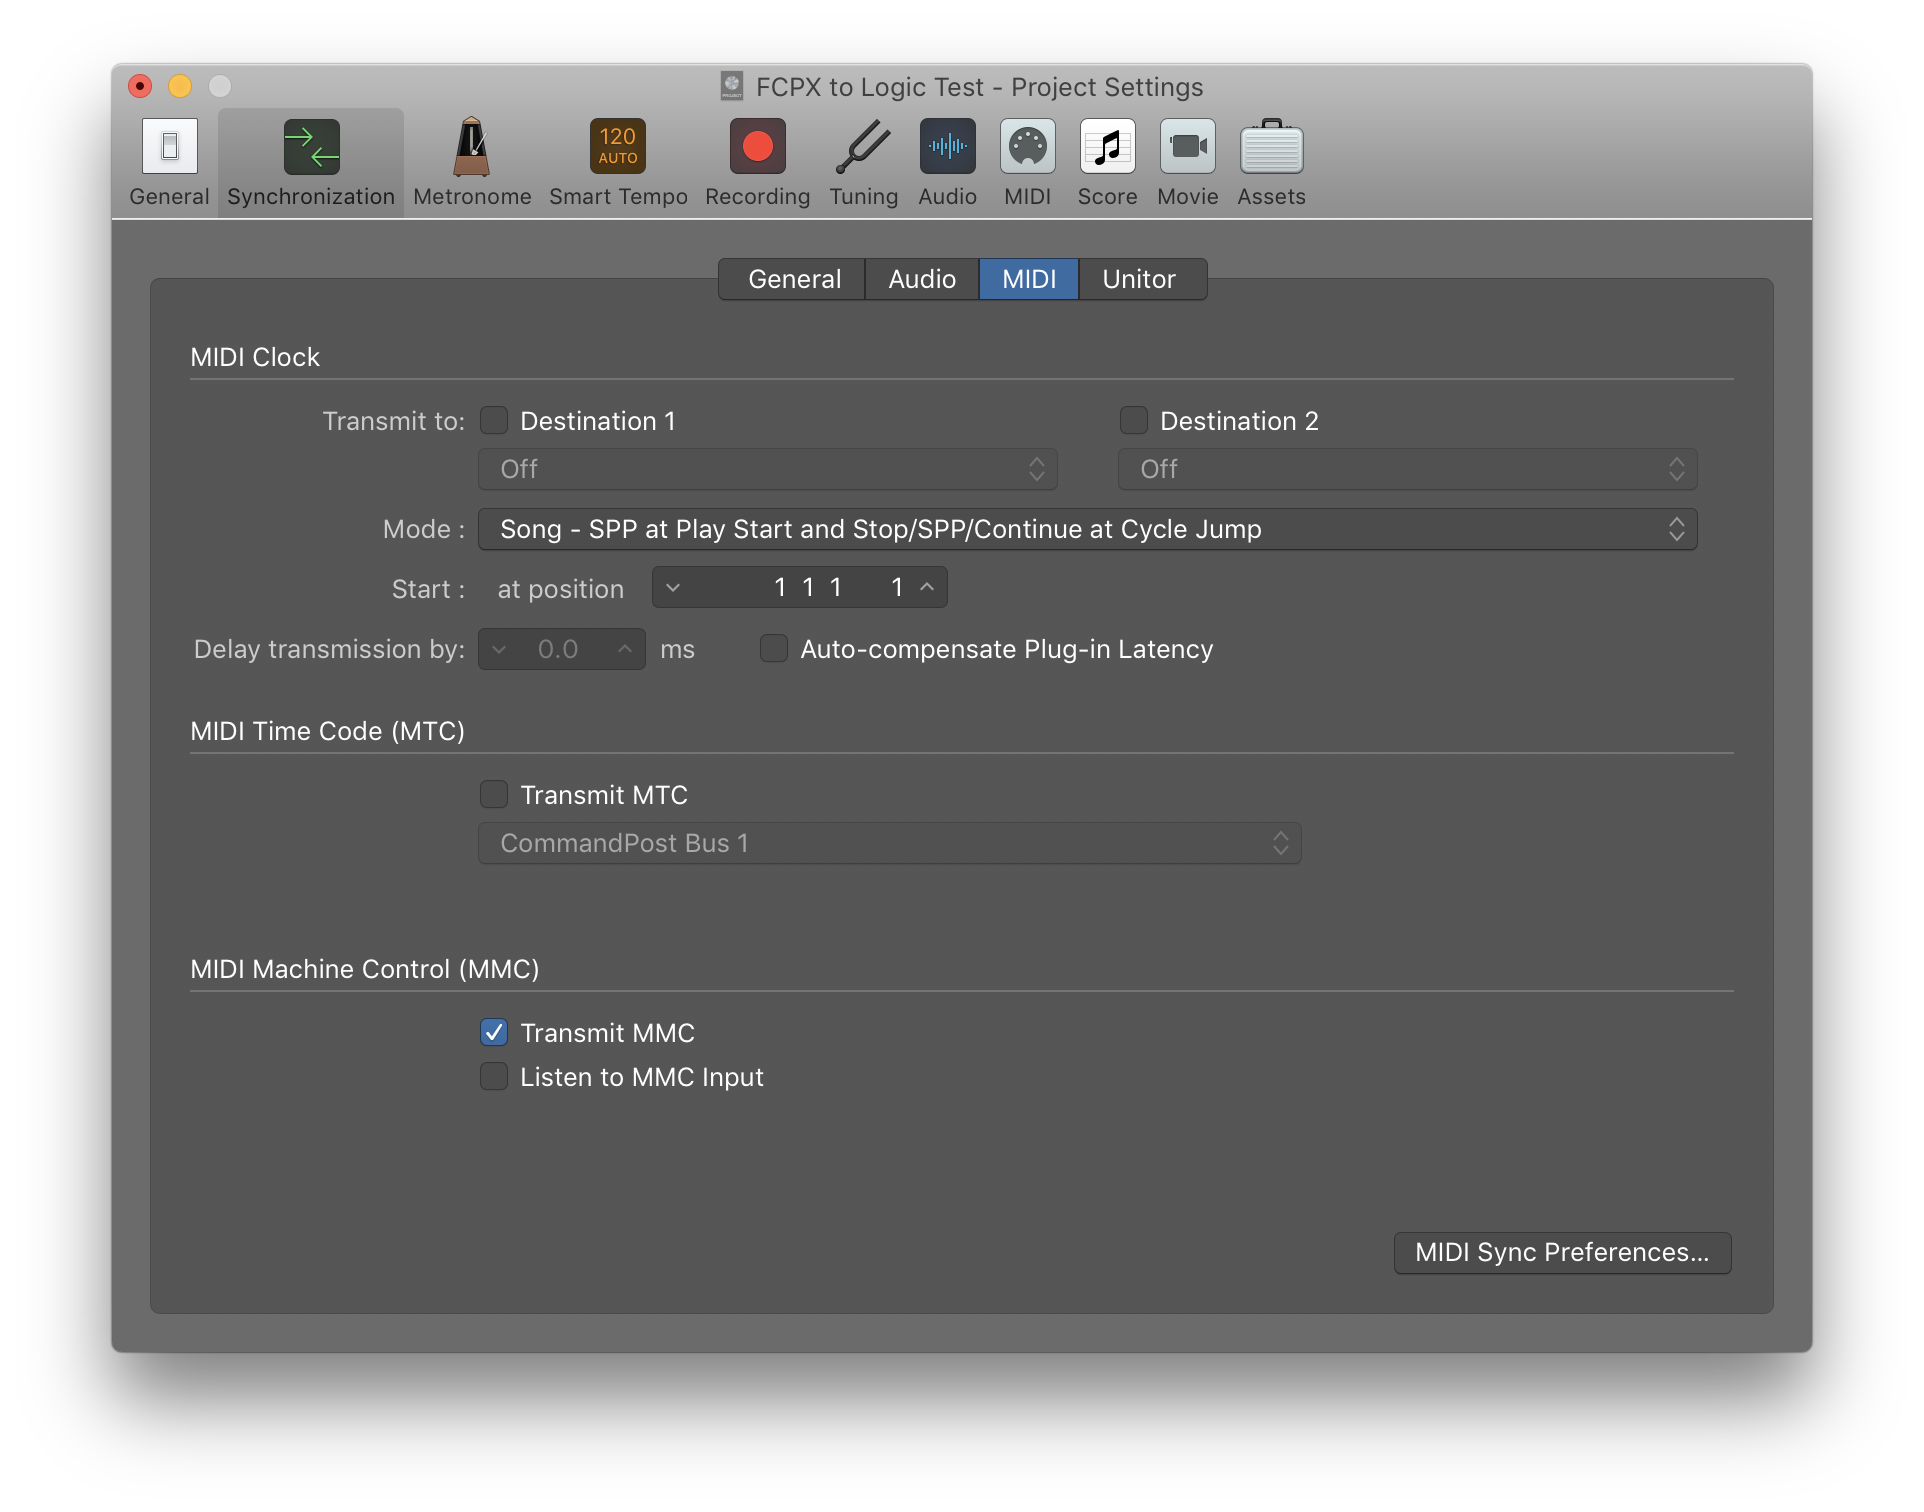 FCPX to Logic Test - Project Settings
120
AUTO
General Synchronization Metronome Smart Tempo Recording Tuning Audio MIDI Score Movie Assets
General Audio MIDI Unitor
MIDI Clock
Transmit to: Destination 1 Destination 2
Off Off
Mode : Song - SPP at Play Start and Stop/SPP/Continue at Cycle Jump
Start : at position 1 1 1 1
Delay transmission by: 0.0 ms Auto-compensate Plug-in Latency
MIDI Time Code (MTC)
Transmit MTC
CommandPost Bus 1
MIDI Machine Control (MMC)
Transmit MMC
Listen to MMC Input
MIDI Sync Preferences...